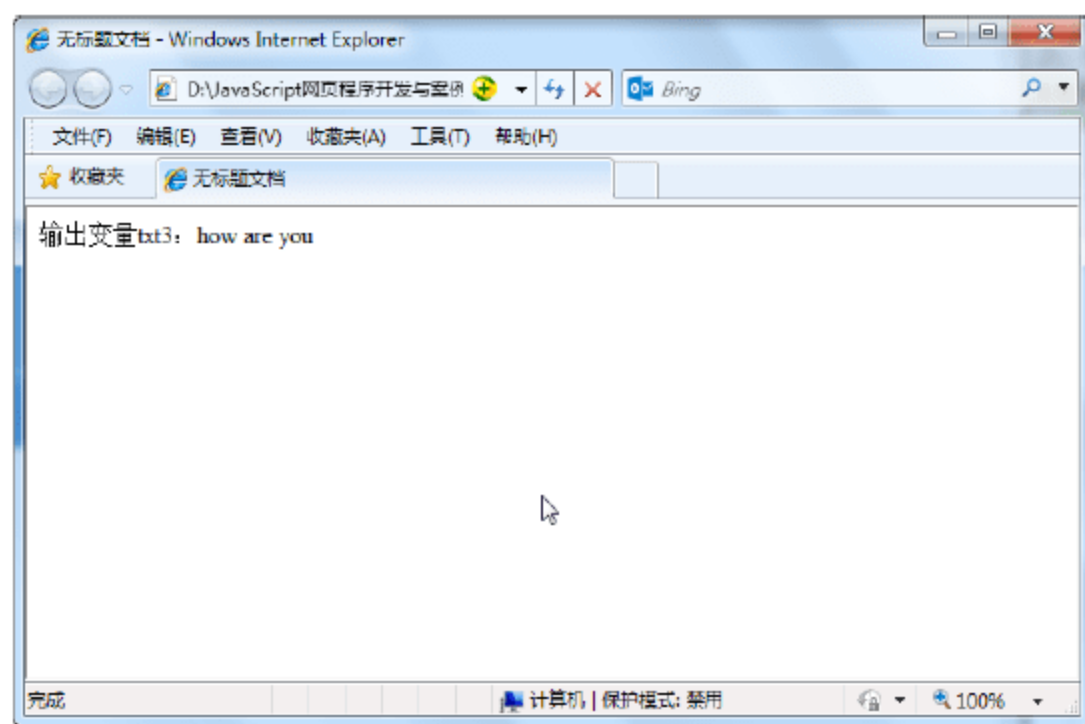 无标题文档 - Windows Internet Explorer
D:\JavaScript网页程序开发与案例
Bing
文件(F) 编辑(E) 查看(V) 收藏夹(A) 工具(T) 帮助(H)
收藏夹 无标题文档
输出变量txt3：how are you
完成 计算机 | 保护模式: 禁用 100%